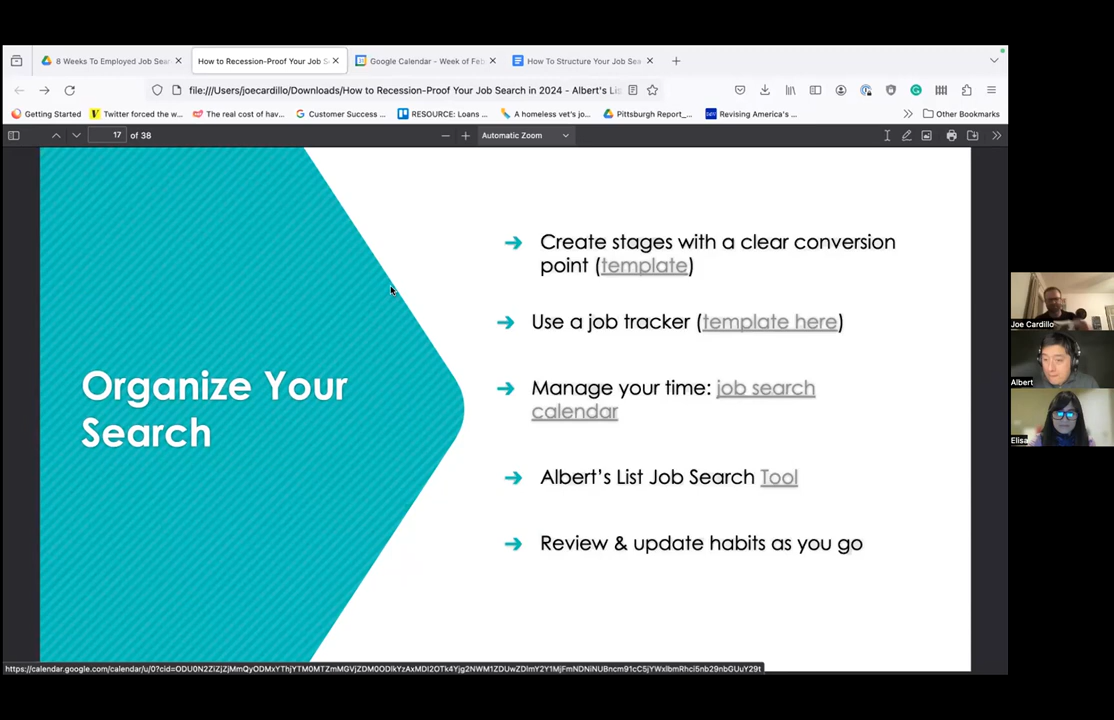 8 Weeks To Employed Job Sea
How to Recession-Proof Your Job S
Google Calendar - Week of Feb
How To Structure Your Job Sea
file:///Users/joecardillo/Downloads/How to Recession-Proof Your Job Search in 2024 - Albert's Lis
Getting Started
Twitter forced the w...
The real cost of hav...
Customer Success ...
RESOURCE: Loans ...
A homeless vet's jo...
Pittsburgh Report_...
Revising America's ...
Other Bookmarks
17 of 38
Automatic Zoom
Organize Your
Search
Create stages with a clear conversion
point (template)
Use a job tracker (template here)
Manage your time: job search
calendar
Albert's List Job Search Tool
Review & update habits as you go
Joe Cardillo
Albert
Elisa